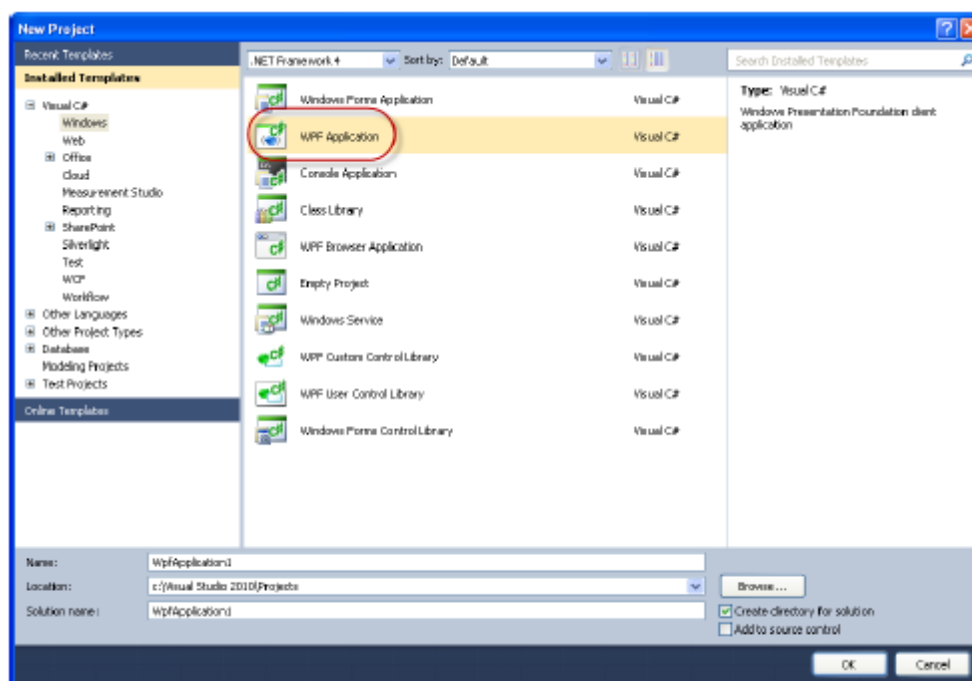 New Project
Recent Templates
.NET Framework 4
Sort by:
Default
Search Installed Templates
Installed Templates
Visual C#
Windows
Web
Office
Cloud
Measurement Studio
Reporting
SharePoint
Silverlight
Test
WCF
Workflow
Other Languages
Other Project Types
Database
Modeling Projects
Test Projects
Online Templates
Windows Forms Application Visual C#
WPF Application Visual C#
Console Application Visual C#
Class Library Visual C#
WPF Browser Application Visual C#
Empty Project Visual C#
Windows Service Visual C#
WPF Custom Control Library Visual C#
WPF User Control Library Visual C#
Windows Forms Control Library Visual C#
Type: Visual C#
Windows Presentation Foundation client
application
Name: WpfApplication1
Location: c:\Visual Studio 2010\Projects
Browse...
Solution name: WpfApplication1
Create directory for solution
Add to source control
OK
Cancel